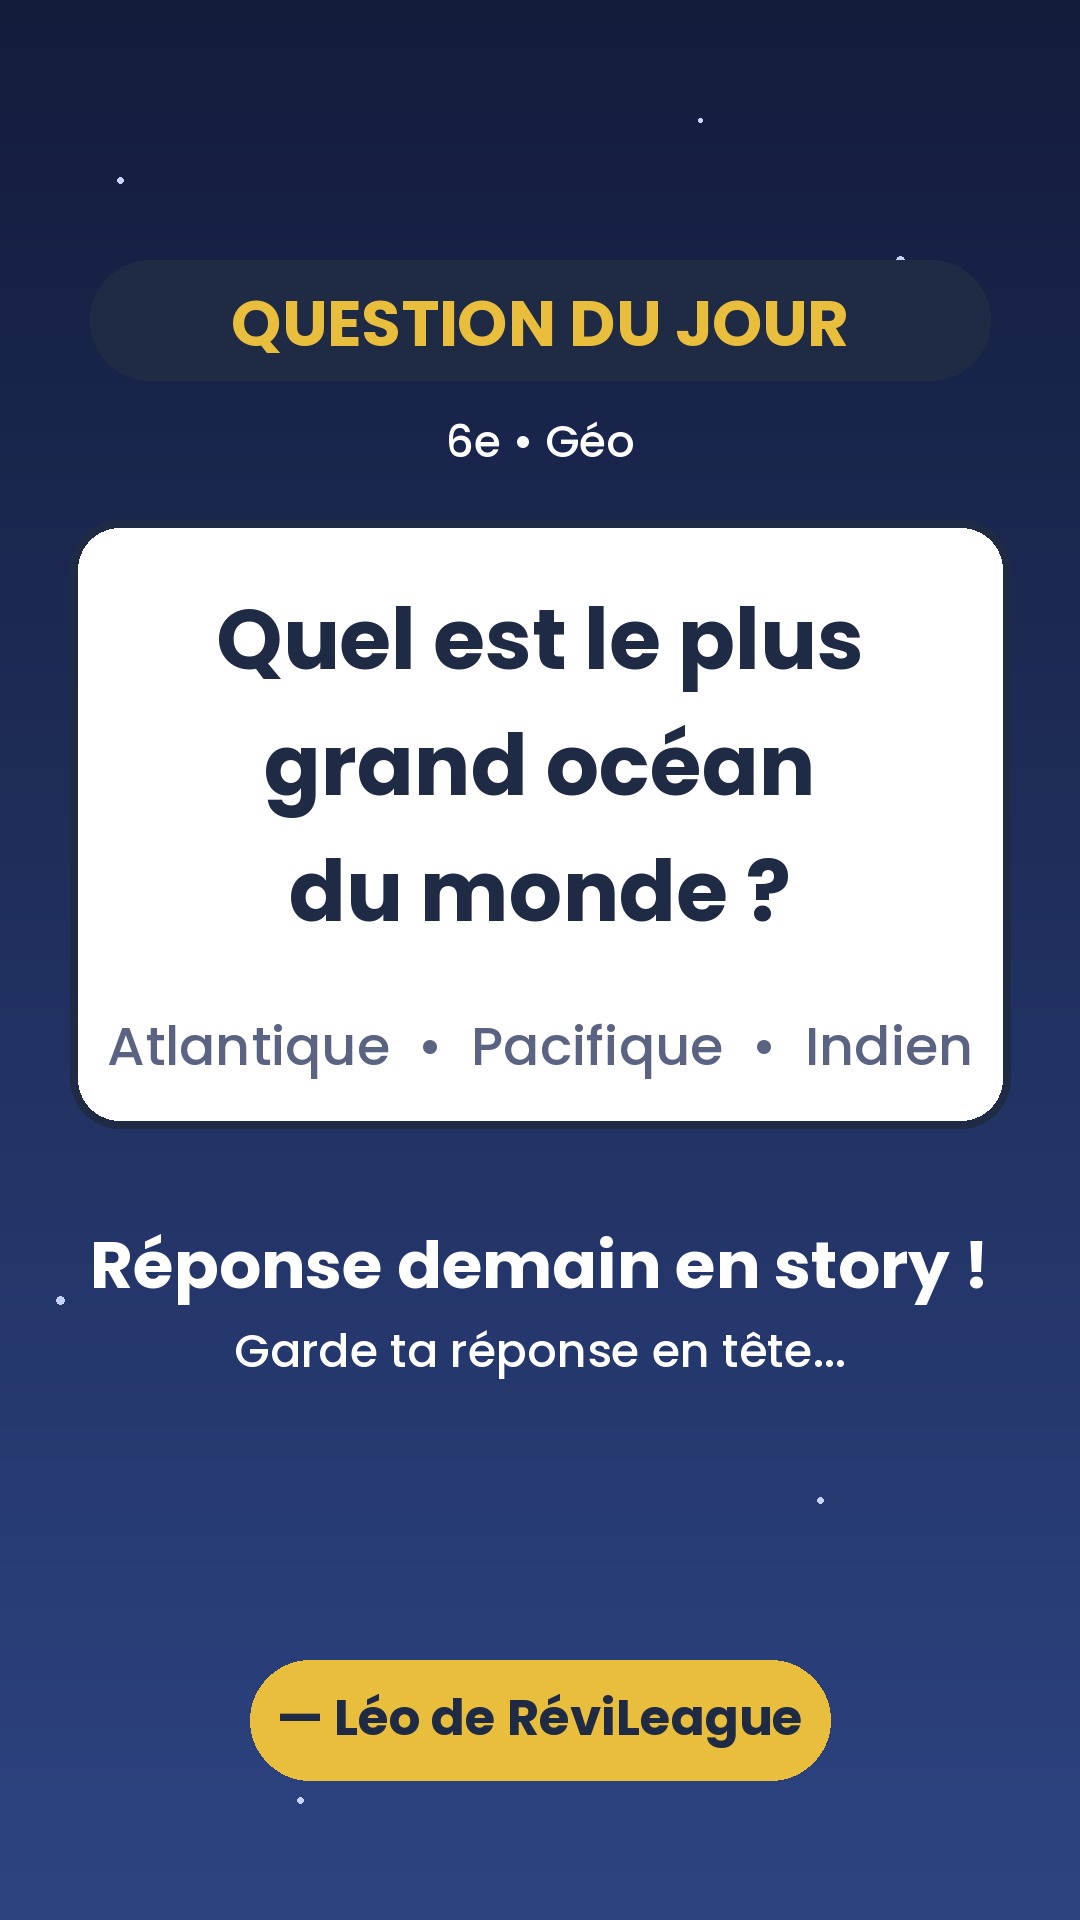 QUESTION DU JOUR
6e • Géo
Quel est le plus
grand océan
du monde ?
Atlantique • Pacifique • Indien
Réponse demain en story !
Garde ta réponse en tête...
— Léo de RéviLeague